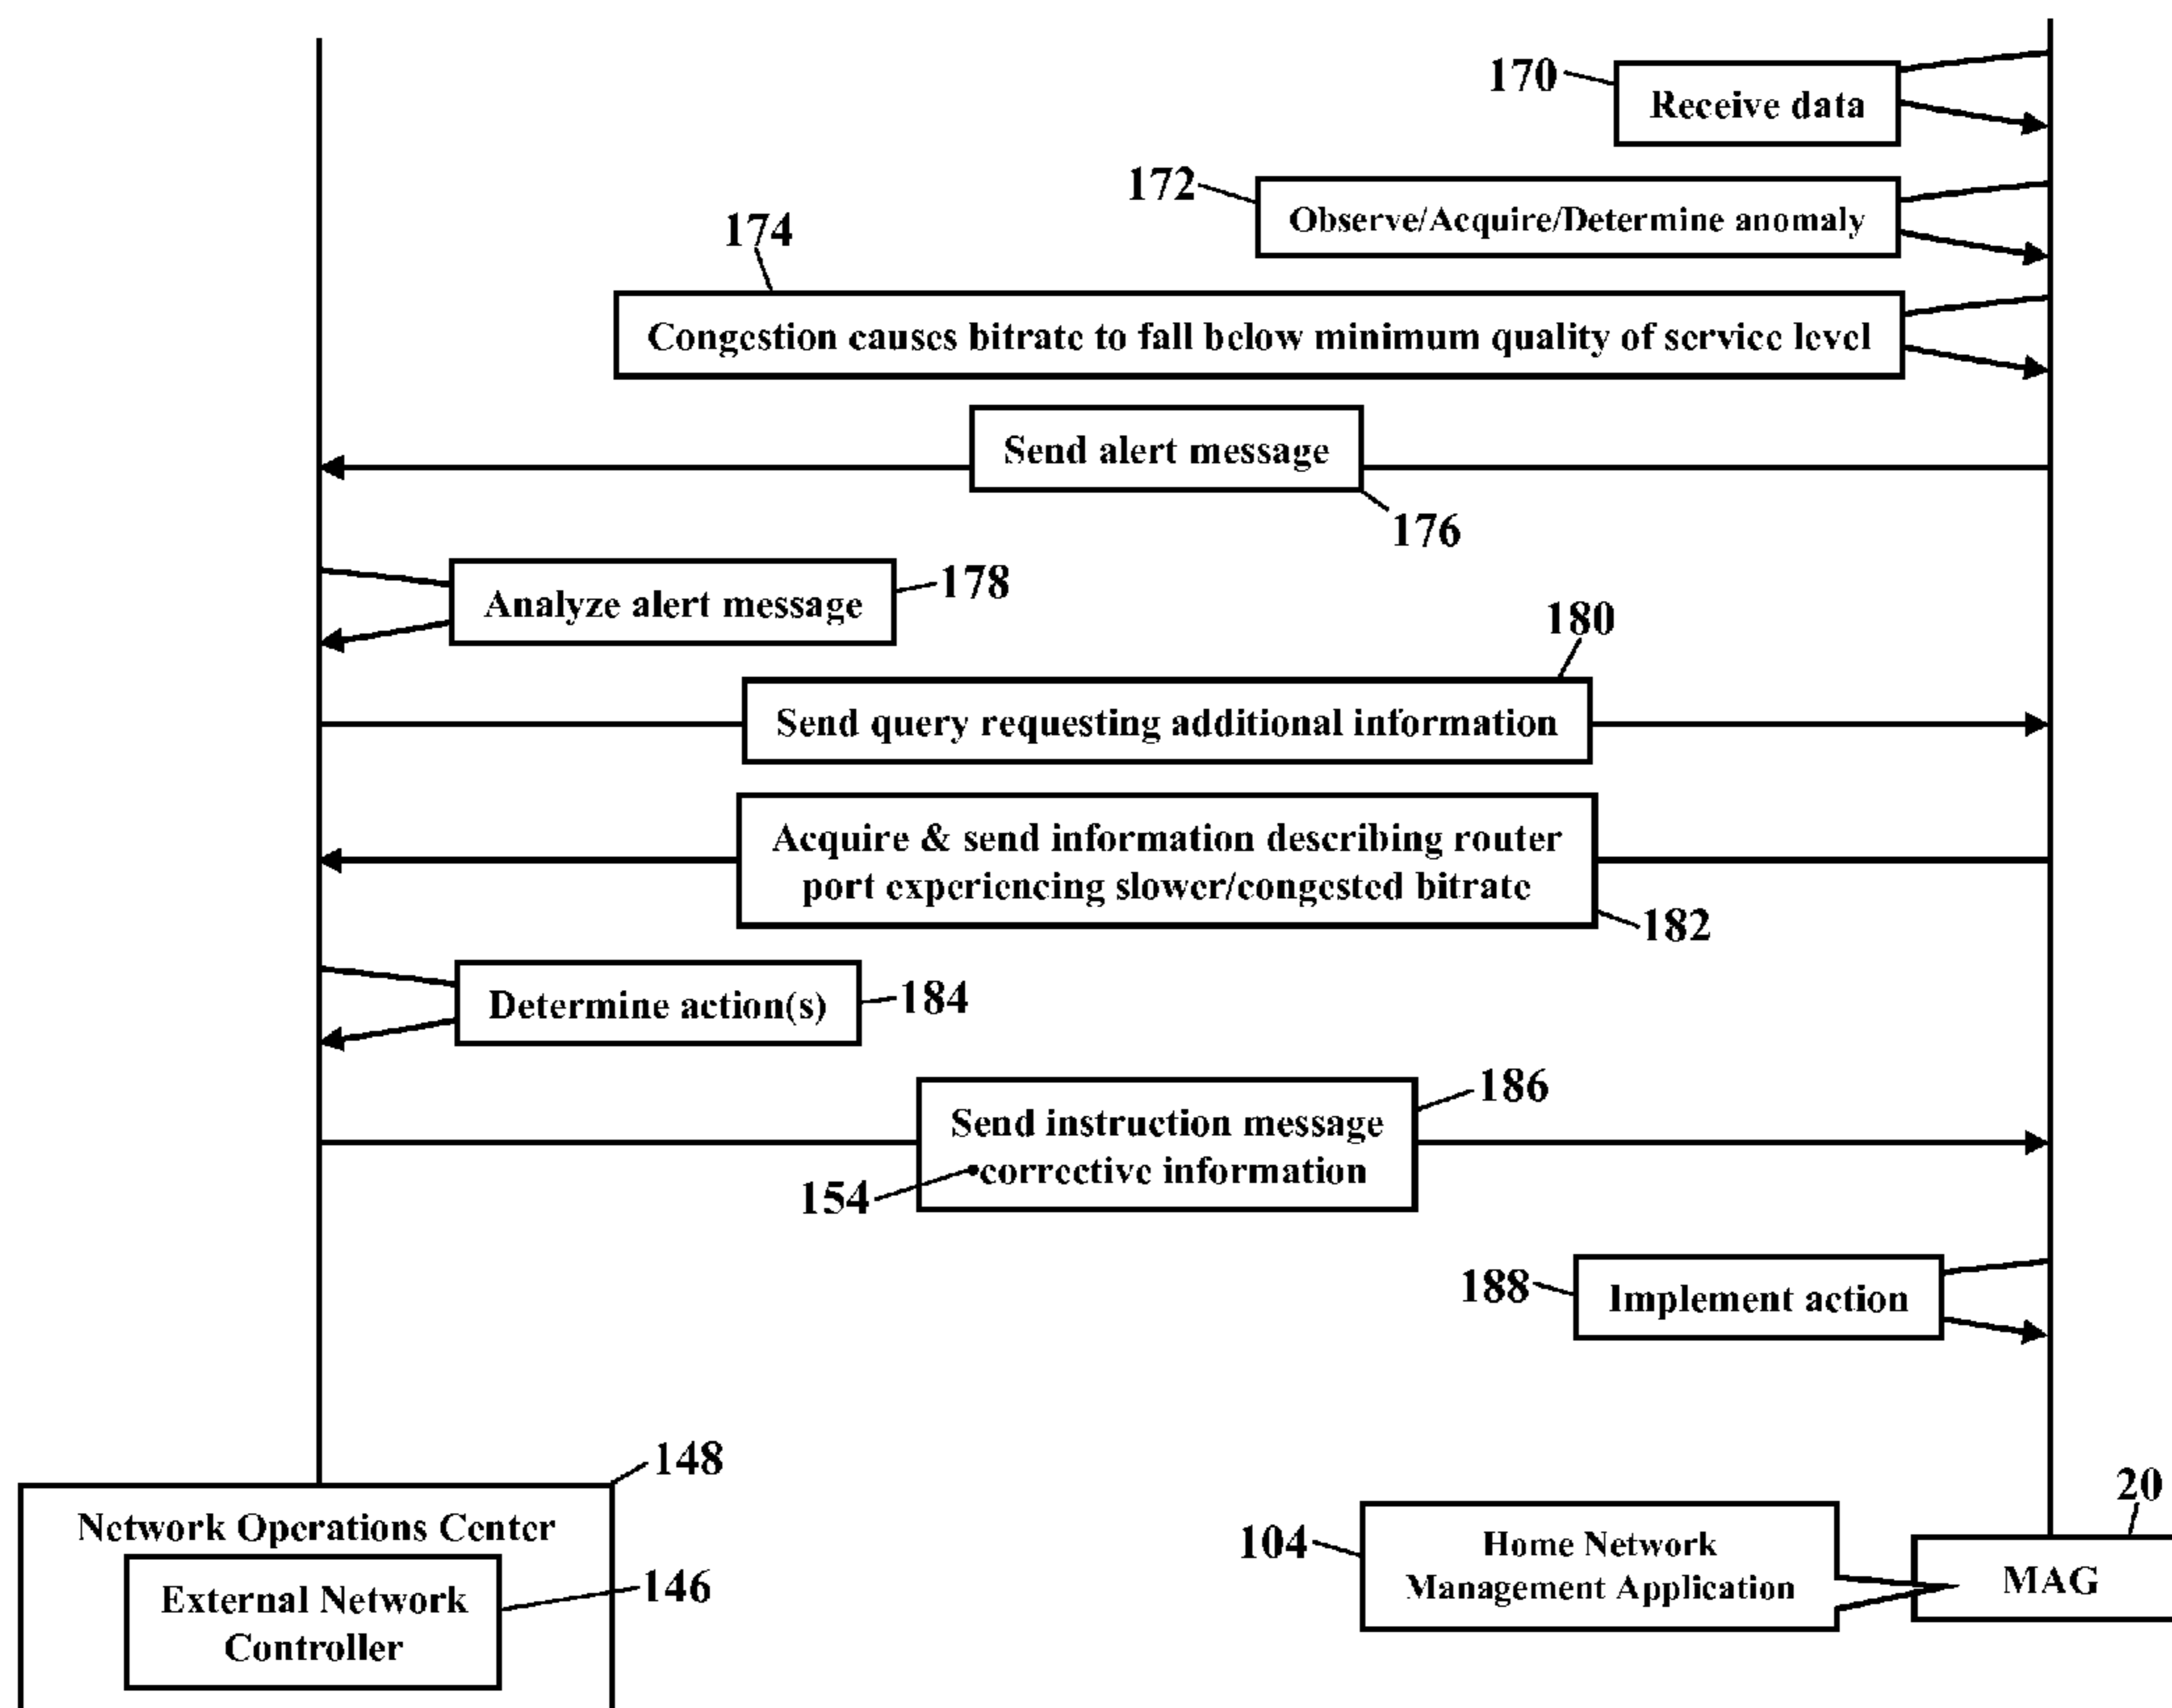 170
Receive data
172
Observe/Acquire/Determine anomaly
174
Congestion causes bitrate to fall below minimum quality of service level
Send alert message
176
Analyze alert message
178
180
Send query requesting additional information
Acquire & send information describing router
port experiencing slower/congested bitrate
182
Determine action(s)
184
186
Send instruction message
•corrective information
154
188
Implement action
148
Network Operations Center
External Network
Controller
146
104
Home Network
Management Application
20
MAG